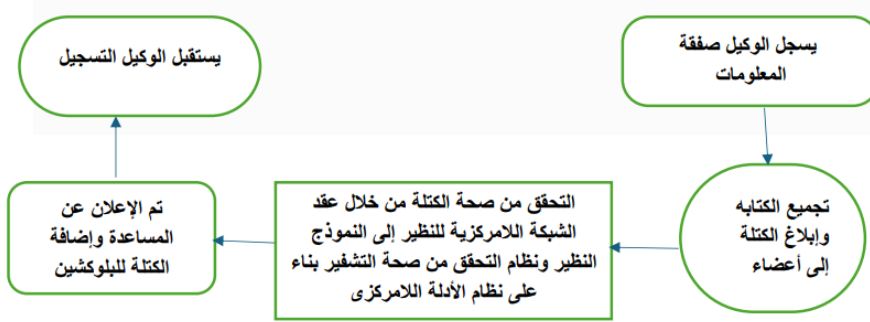 يسجل الوكيل صفقة
المعلومات
تجميع الكتابه
وإبلاغ الكتلة
إلى أعضاء
التحقق من صحة الكتلة من خلال عقد
الشبكة اللامركزية للنظير إلى النموذج
النظير ونظام التحقق من صحة التشفير بناء
على نظام الأدلة اللامركزى
تم الإعلان عن
المساعدة وإضافة
الكتلة للبلوكشين
يستقبل الوكيل التسجيل